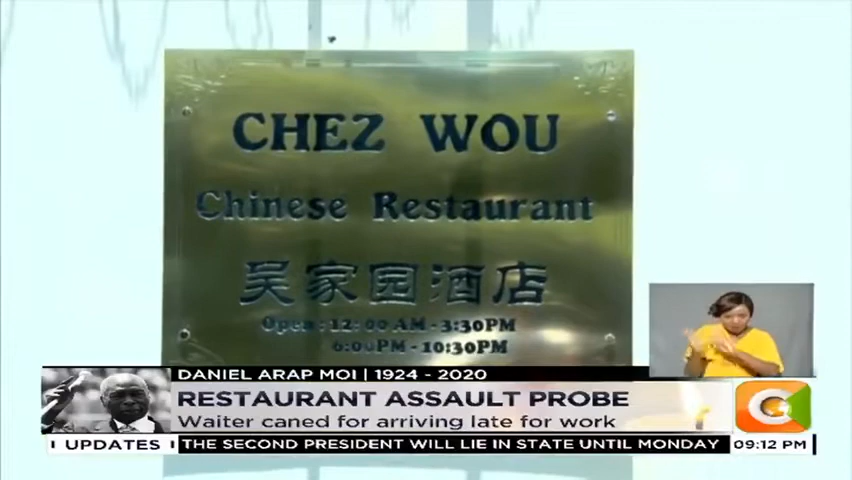 CHEZ WOU
Chinese Restaurant
吴家园酒店
Open: 12:00 AM - 3:30PM
6:00PM - 10:30PM
DANIEL ARAP MOI | 1924 - 2020
RESTAURANT ASSAULT PROBE
Waiter caned for arriving late for work
UPDATES
THE SECOND PRESIDENT WILL LIE IN STATE UNTIL MONDAY
09:12 PM